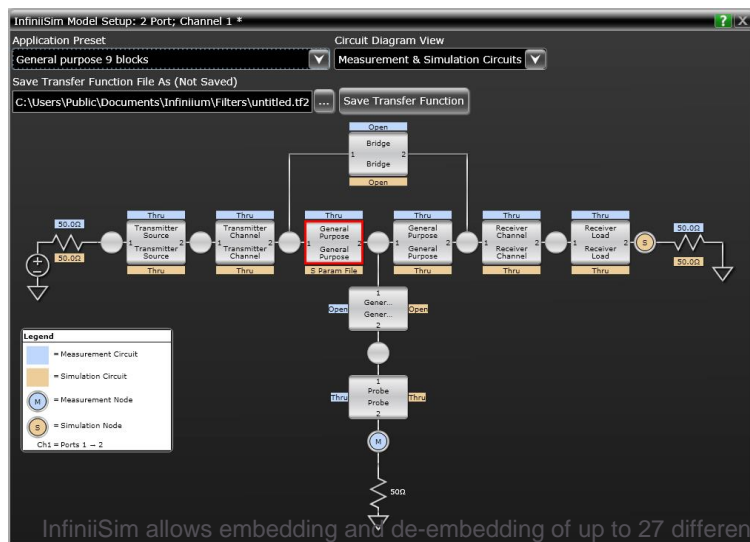 InfiniiSim Model Setup: 2 Port; Channel 1 *
? X
Application Preset
Circuit Diagram View
General purpose 9 blocks
Measurement & Simulation Circuits
Save Transfer Function File As (Not Saved)
C:\Users\Public\Documents\Infiniium\Filters\untitled.tf2
...
Save Transfer Function
Open
Bridge
1 2
Bridge
Open
50.0Ω
Thru
Thru
Thru
Thru
Thru
Thru
50.0Ω
Transmitter
Source
1 2
Transmitter
Source
Transmitter
Channel
1 2
Transmitter
Channel
General
Purpose
1 2
General
Purpose
General
Purpose
1 2
General
Purpose
Receiver
Channel
1 2
Receiver
Channel
Receiver
Load
1 2
Receiver
Load
S
50.0Ω
Thru
Thru
S Param File
Thru
Thru
Thru
50.0Ω
1
Open
Gener...
Gener...
Open
2
1
Thru
Probe
Probe
Thru
2
M
50Ω
Legend
= Measurement Circuit
= Simulation Circuit
M = Measurement Node
S = Simulation Node
Ch1 = Ports 1 → 2
InfiniiSim allows embedding and de-embedding of up to 27 differen